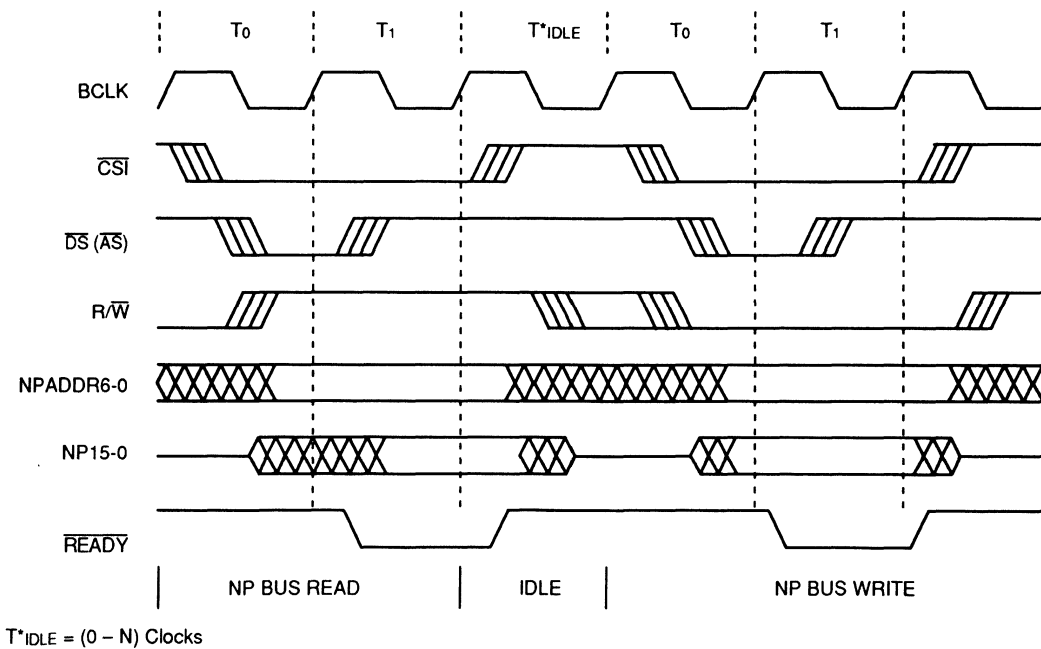 T0 T1 T*IDLE T0 T1
BCLK
CSI
DS (AS)
R/W
NPADDR6-0
NP15-0
READY
NP BUS READ IDLE NP BUS WRITE
T*IDLE = (0 – N) Clocks